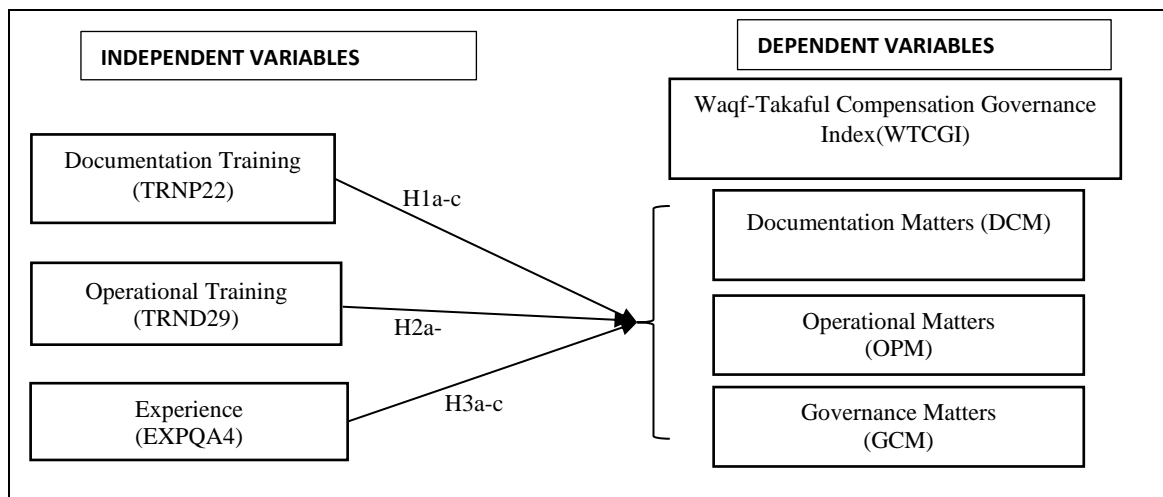 INDEPENDENT VARIABLES
DEPENDENT VARIABLES
Waqf-Takaful Compensation Governance
Index(WTCGI)
Documentation Training
(TRNP22)
H1a-c
Documentation Matters (DCM)
Operational Training
(TRND29)
H2a-
Operational Matters
(OPM)
Experience
(EXPQA4)
H3a-c
Governance Matters
(GCM)